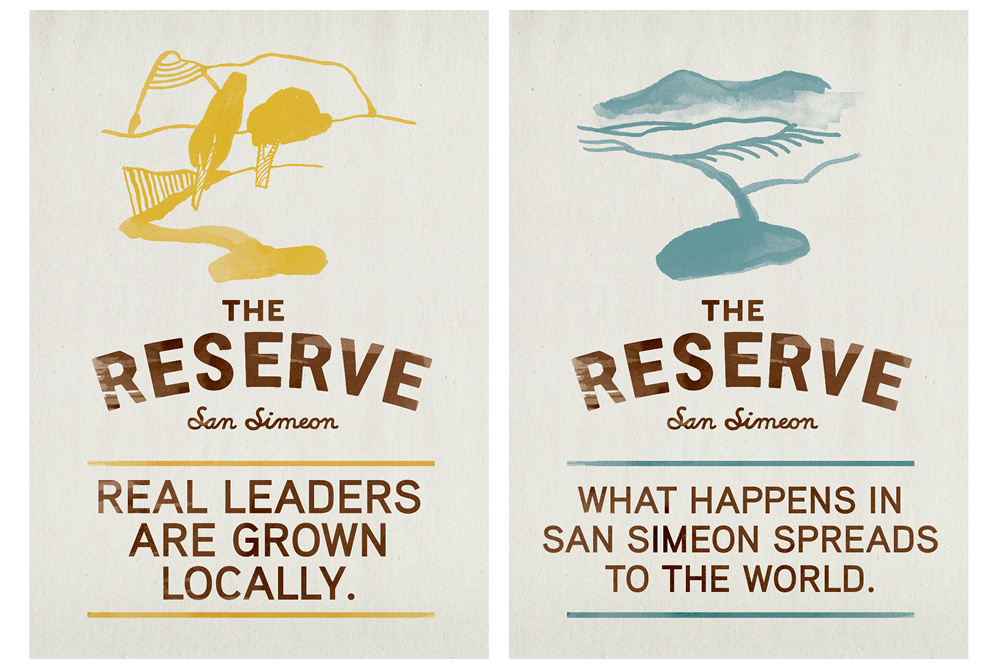 THE
RESERVE
San Simeon
REAL LEADERS
ARE GROWN
LOCALLY.
THE
RESERVE
San Simeon
WHAT HAPPENS IN
SAN SIMEON SPREADS
TO THE WORLD.